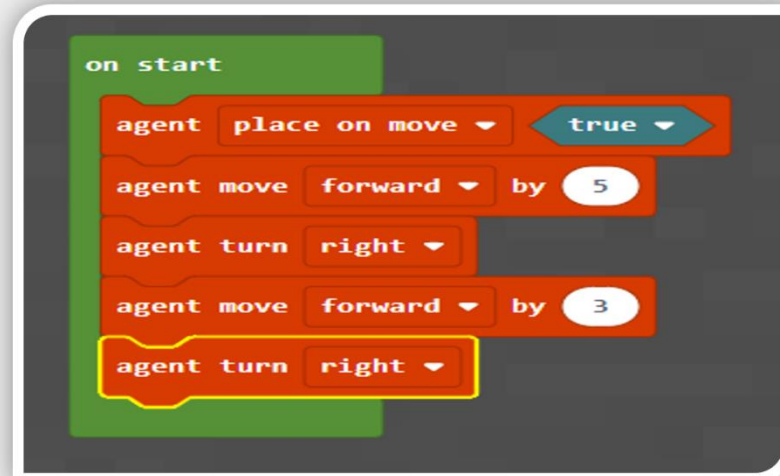 on start
agent place on move true
agent move forward by 5
agent turn right
agent move forward by 3
agent turn right